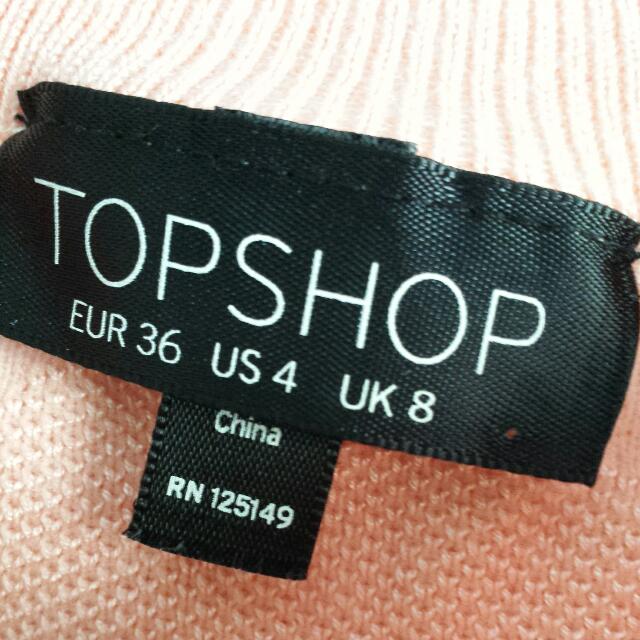 TOPSHOP
EUR 36 US 4 UK 8
China
RN 125149